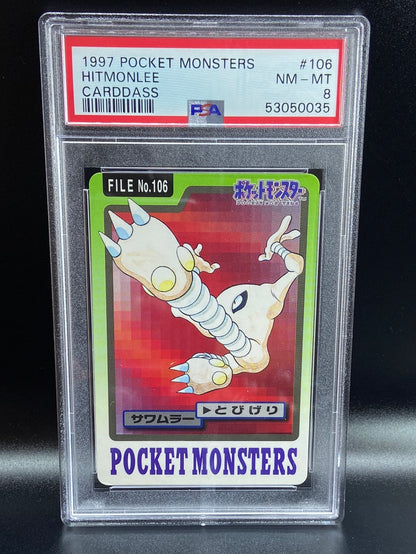 1997 POCKET MONSTERS #106
HITMONLEE NM-MT
CARDDASS 8
PSA 53050035
FILE No.106
ポケットモンスター
サワムラー ▶とびげり
POCKET MONSTERS